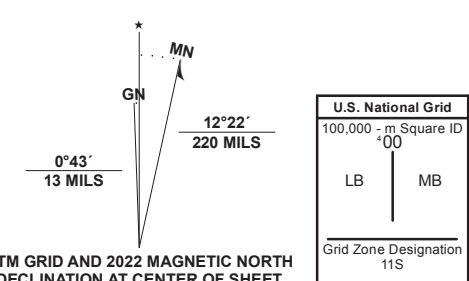 ★
MN
GN
12°22´
220 MILS
0°43´
13 MILS
TM GRID AND 2022 MAGNETIC NORTH
DECLINATION AT CENTER OF SHEET
U.S. National Grid
100,000 - m Square ID
⁴00
LB
MB
Grid Zone Designation
11S